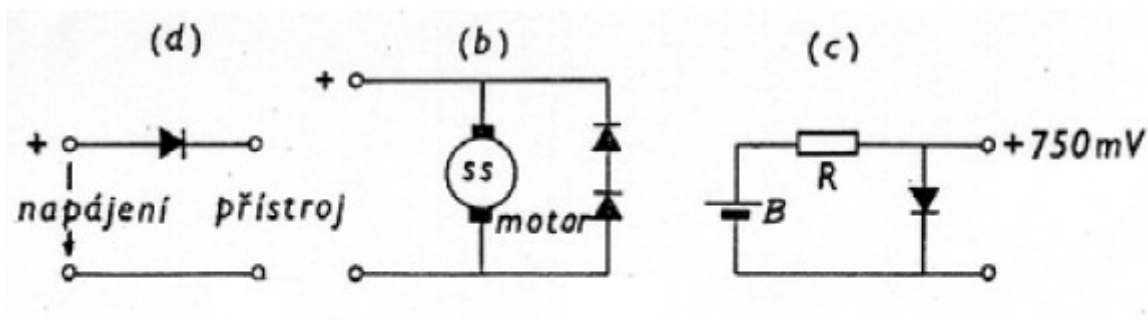 (d)
+
napájení
přístroj
(b)
+
SS
motor
(c)
R
B
+750mV